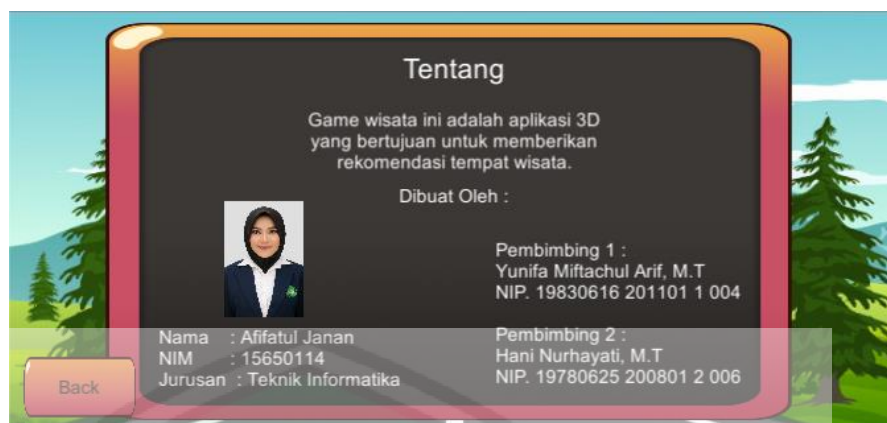 Tentang
Game wisata ini adalah aplikasi 3D
yang bertujuan untuk memberikan
rekomendasi tempat wisata.
Dibuat Oleh :
Nama : Afifatul Janan
NIM : 15650114
Jurusan : Teknik Informatika
Pembimbing 1 :
Yunifa Miftachul Arif, M.T
NIP. 19830616 201101 1 004
Pembimbing 2 :
Hani Nurhayati, M.T
NIP. 19780625 200801 2 006
Back